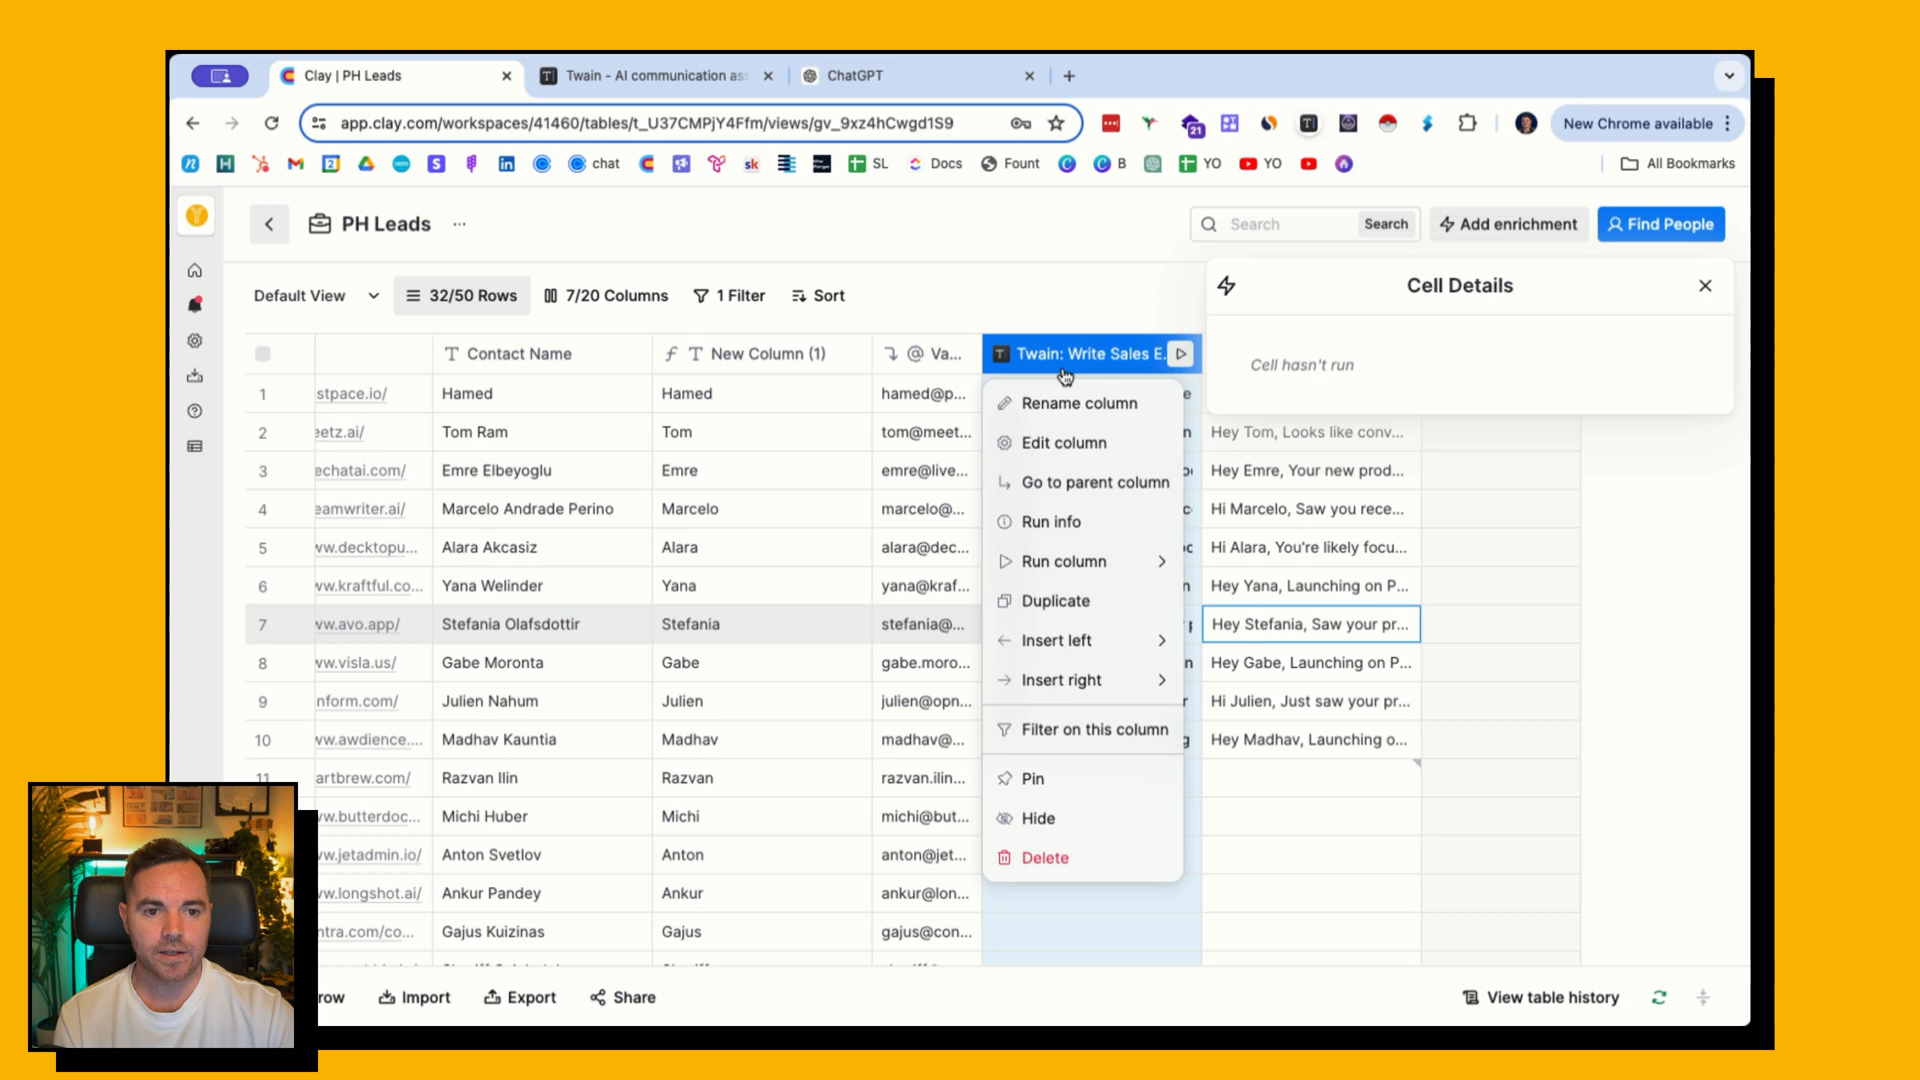 Clay | PH Leads
Twain - AI communication as
ChatGPT
app.clay.com/workspaces/41460/tables/t_U37CMPjY4Ffm/views/gv_9xz4hCwgd1S9
21
New Chrome available
chat
sk
SL
Docs
Fount
B
YO
YO
All Bookmarks
PH Leads
Search
Search
Add enrichment
Find People
Default View
32/50 Rows
7/20 Columns
1 Filter
Sort
Cell Details
Cell hasn't run
Contact Name
New Column (1)
Va...
Twain: Write Sales E.
1 stpace.io/ Hamed Hamed hamed@p...
2 eetz.ai/ Tom Ram Tom tom@meet... Hey Tom, Looks like conv...
3 echatai.com/ Emre Elbeyoglu Emre emre@live... Hey Emre, Your new prod...
4 eamwriter.ai/ Marcelo Andrade Perino Marcelo marcelo@... Hi Marcelo, Saw you rece...
5 vw.decktopu... Alara Akcasiz Alara alara@dec... Hi Alara, You're likely focu...
6 vw.kraftful.co... Yana Welinder Yana yana@kraf... Hey Yana, Launching on P...
7 vw.avo.app/ Stefania Olafsdottir Stefania stefania@... Hey Stefania, Saw your pr...
8 vw.visla.us/ Gabe Moronta Gabe gabe.moro... Hey Gabe, Launching on P...
9 nform.com/ Julien Nahum Julien julien@opn... Hi Julien, Just saw your pr...
10 vw.awdience.... Madhav Kauntia Madhav madhav@... Hey Madhav, Launching o...
11 artbrew.com/ Razvan Ilin Razvan razvan.ilin...
vw.butterdoc... Michi Huber Michi michi@but...
vw.jetadmin.io/ Anton Svetlov Anton anton@jet...
vw.longshot.ai/ Ankur Pandey Ankur ankur@lon...
ntra.com/co... Gajus Kuizinas Gajus gajus@con...
Rename column
Edit column
Go to parent column
Run info
Run column
Duplicate
Insert left
Insert right
Filter on this column
Pin
Hide
Delete
row
Import
Export
Share
View table history